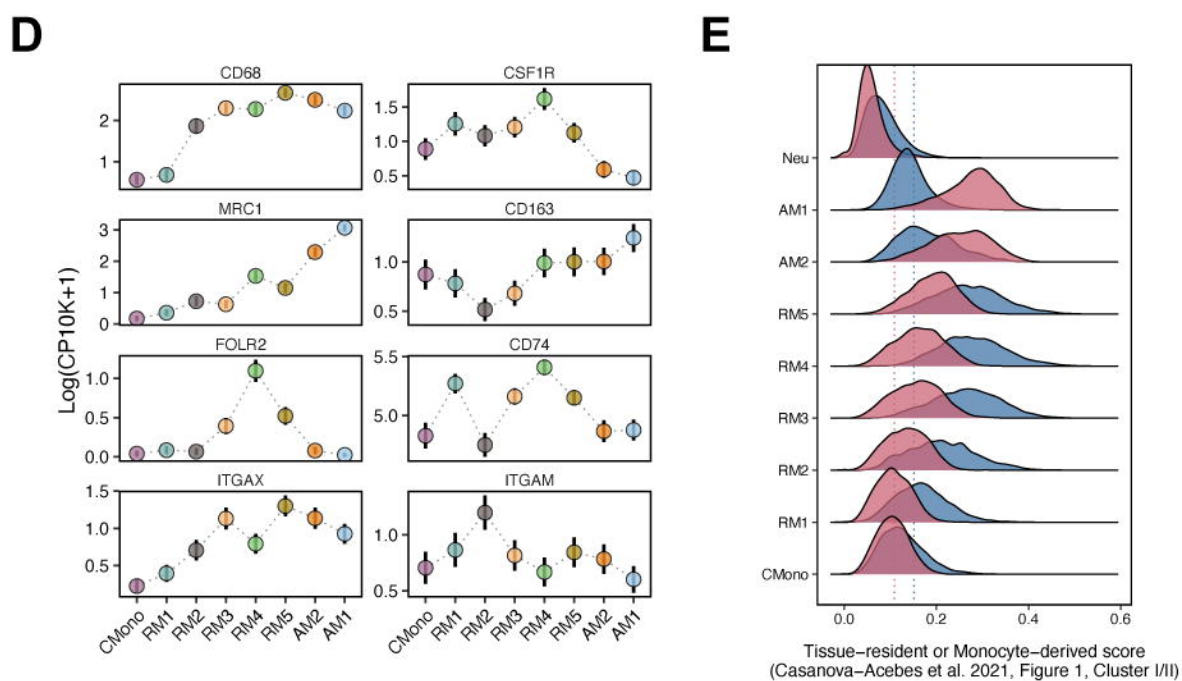 D
E
CD68
CSF1R
2
1
1.5
1.0
0.5
MRC1
CD163
3
2
1
0
1.0
0.5
FOLR2
CD74
1.0
0.5
0.0
5.5
5.0
ITGAX
ITGAM
1.5
1.0
0.5
1.0
0.5
Log(CP10K+1)
CMono
RM1
RM2
RM3
RM4
RM5
AM2
AM1
CMono
RM1
RM2
RM3
RM4
RM5
AM2
AM1
Neu
AM1
AM2
RM5
RM4
RM3
RM2
RM1
CMono
0.0
0.2
0.4
0.6
Tissue−resident or Monocyte−derived score
(Casanova−Acebes et al. 2021, Figure 1, Cluster I/II)